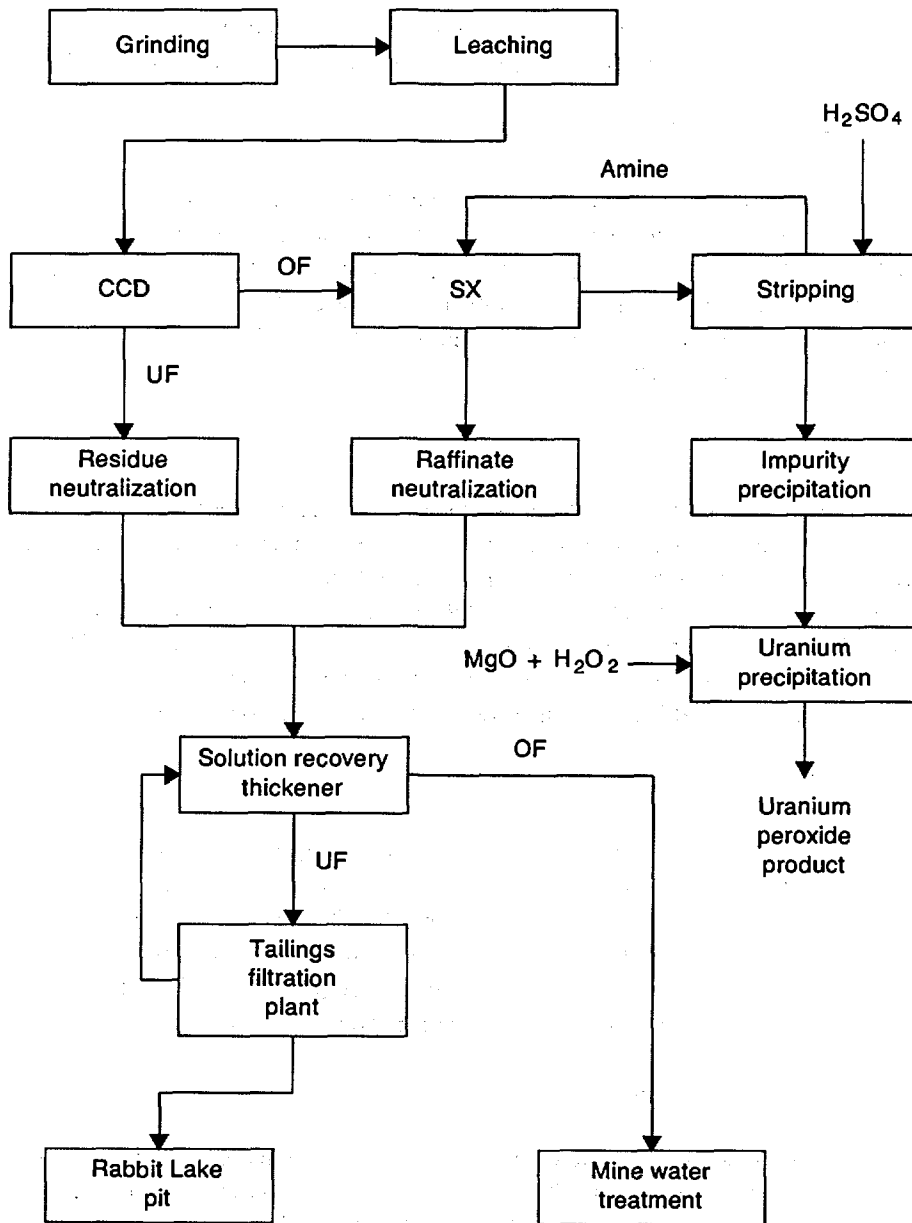 Grinding
Leaching
H₂SO₄
Amine
CCD
OF
SX
Stripping
UF
Residue
neutralization
Raffinate
neutralization
Impurity
precipitation
MgO + H₂O₂
Uranium
precipitation
Solution recovery
thickener
OF
Uranium
peroxide
product
UF
Tailings
filtration
plant
Rabbit Lake
pit
Mine water
treatment